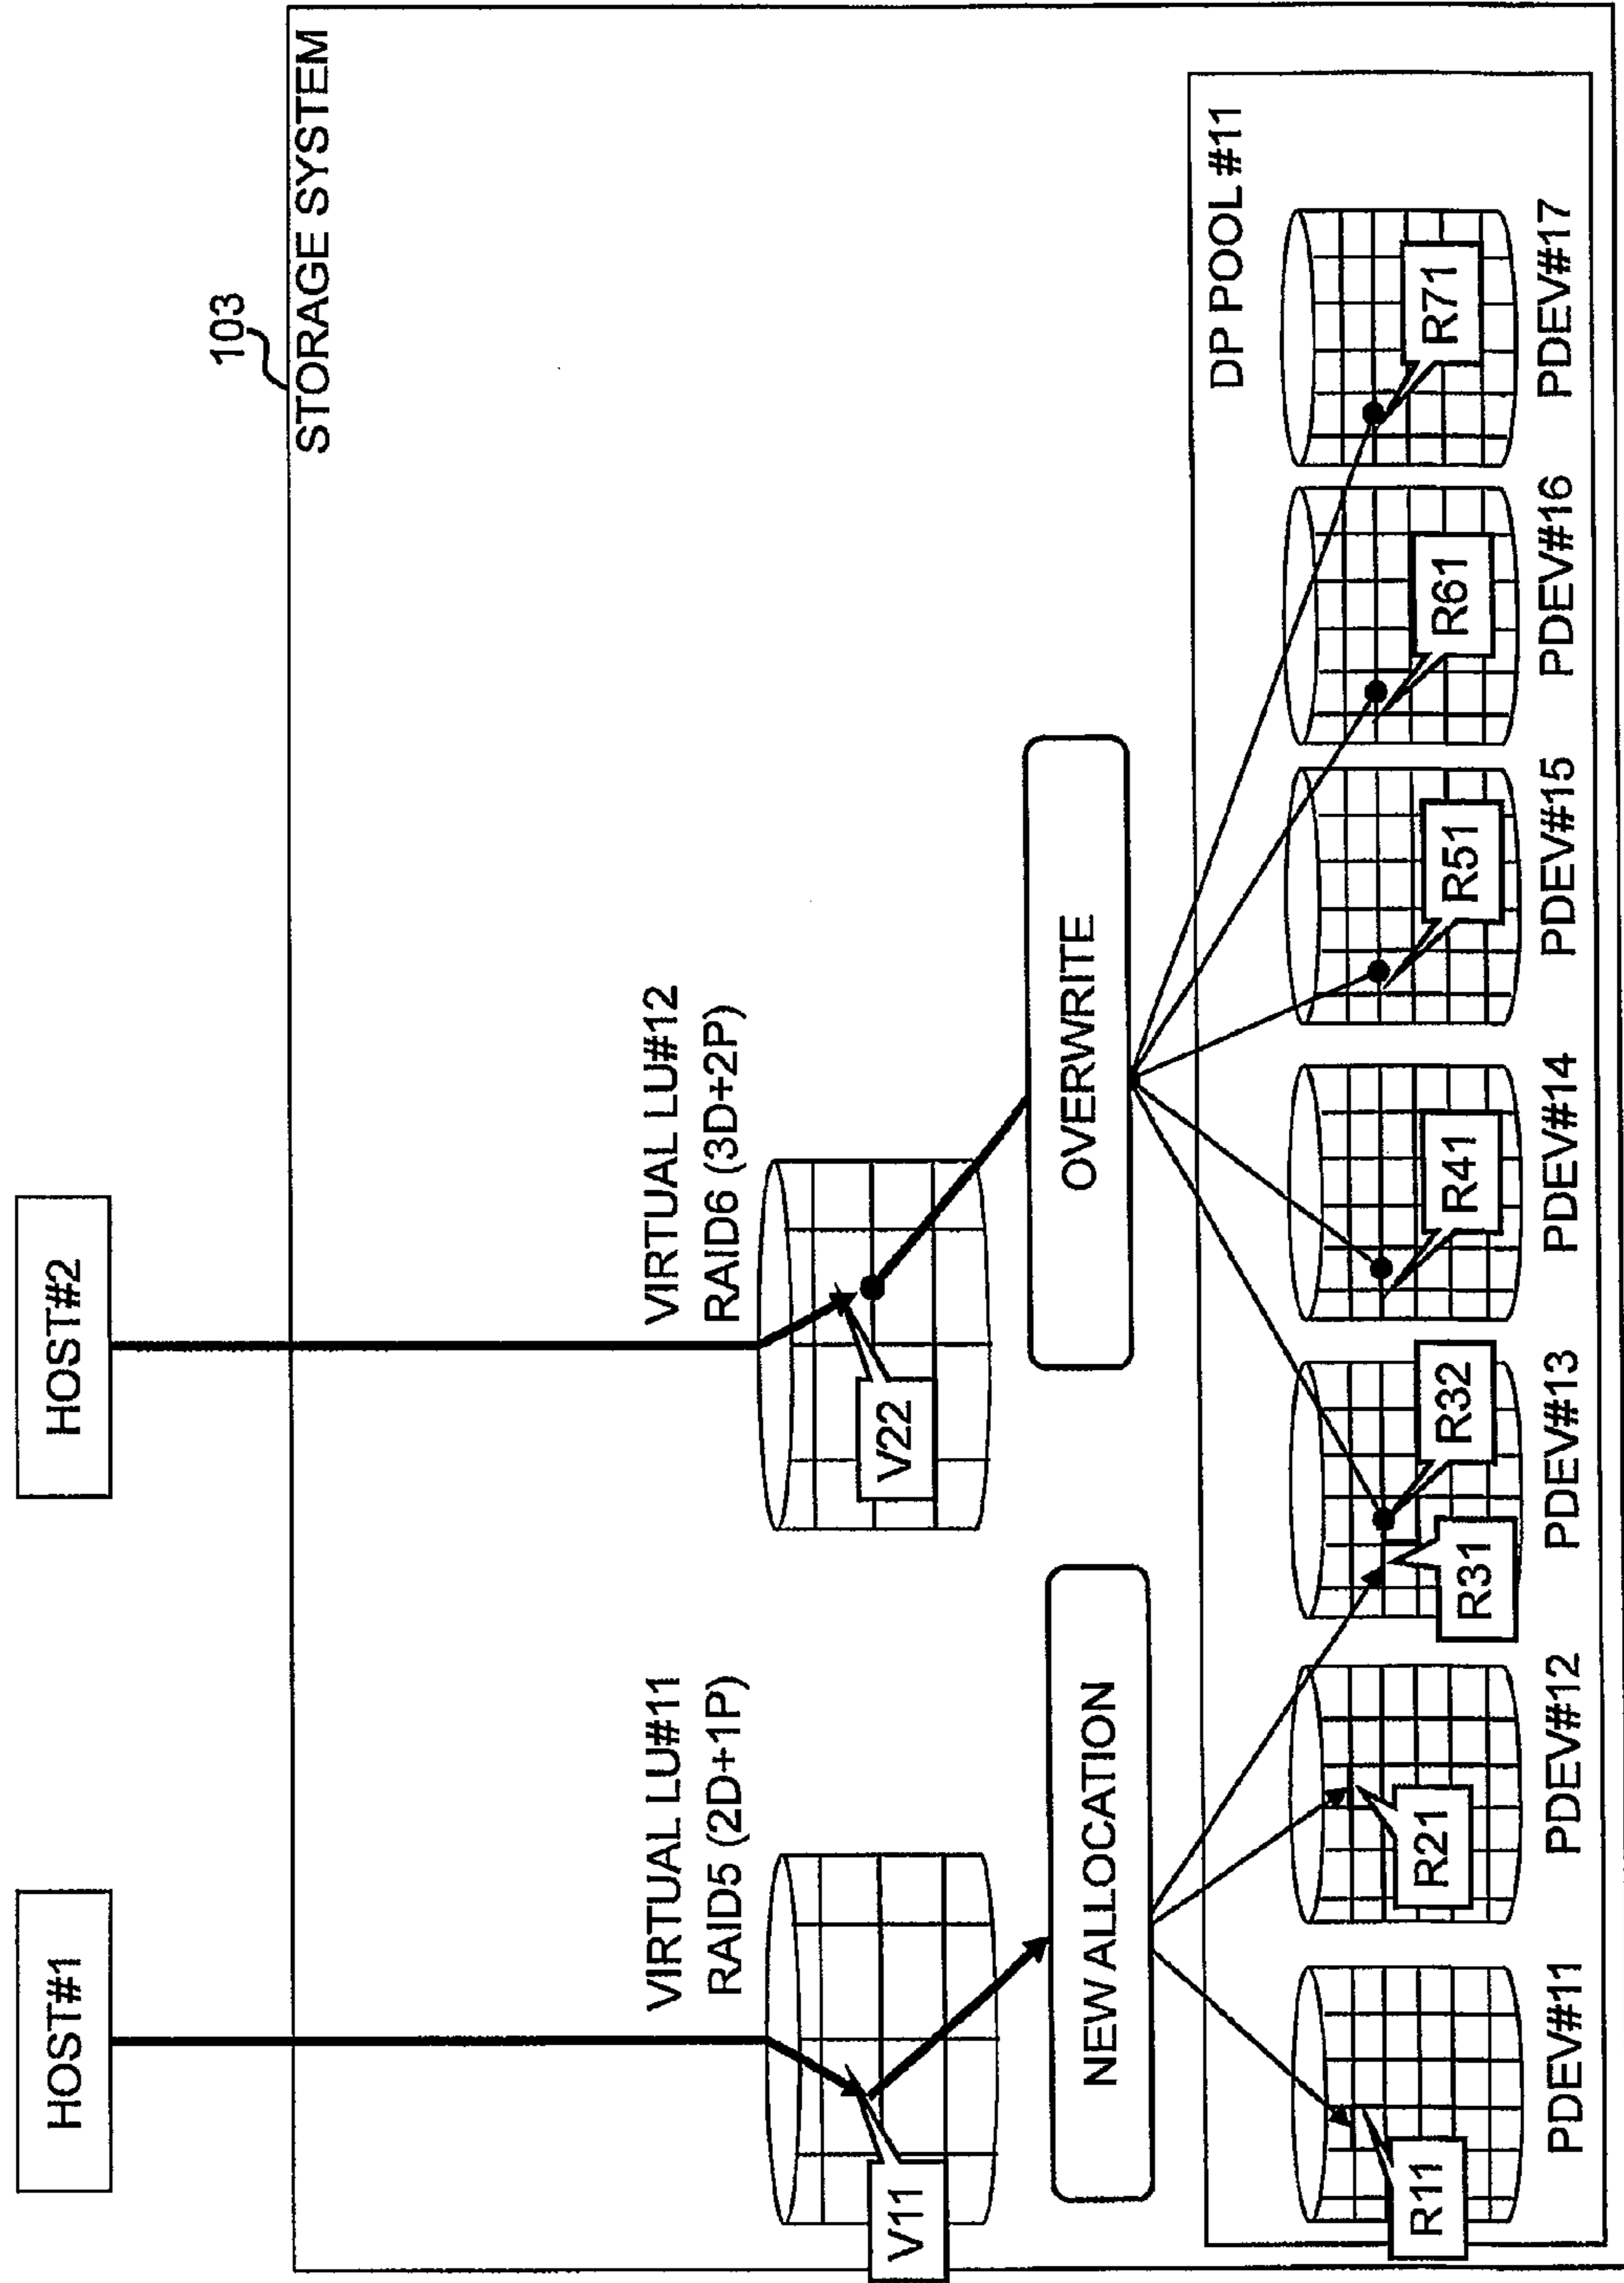 103
STORAGE SYSTEM
HOST#1
HOST#2
VIRTUAL LU#11
RAID5 (2D+1P)
VIRTUAL LU#12
RAID6 (3D+2P)
V11
V22
NEW ALLOCATION
OVERWRITE
DP POOL #11
R11
R21
R31
R32
R41
R51
R61
R71
PDEV#11
PDEV#12
PDEV#13
PDEV#14
PDEV#15
PDEV#16
PDEV#17